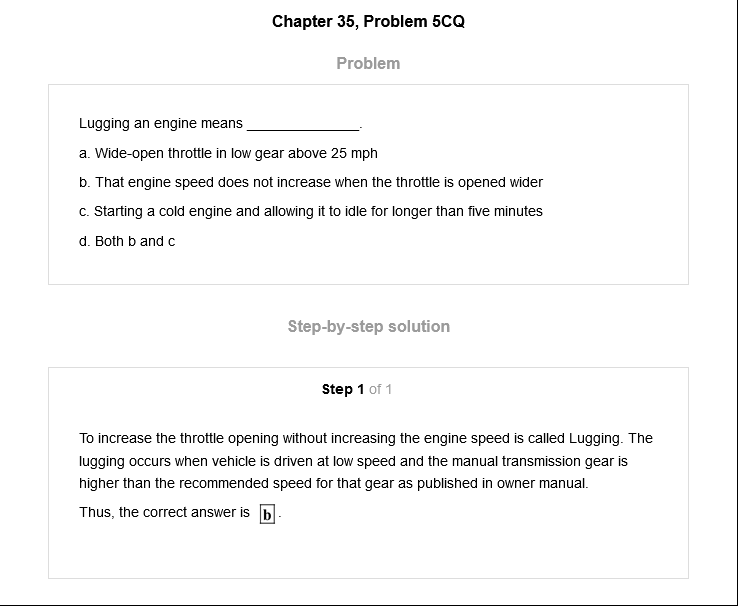 Chapter 35, Problem 5CQ
Problem
Lugging an engine means ______________.
a. Wide-open throttle in low gear above 25 mph
b. That engine speed does not increase when the throttle is opened wider
c. Starting a cold engine and allowing it to idle for longer than five minutes
d. Both b and c
Step-by-step solution
Step 1 of 1
To increase the throttle opening without increasing the engine speed is called Lugging. The
lugging occurs when vehicle is driven at low speed and the manual transmission gear is
higher than the recommended speed for that gear as published in owner manual.
Thus, the correct answer is b.